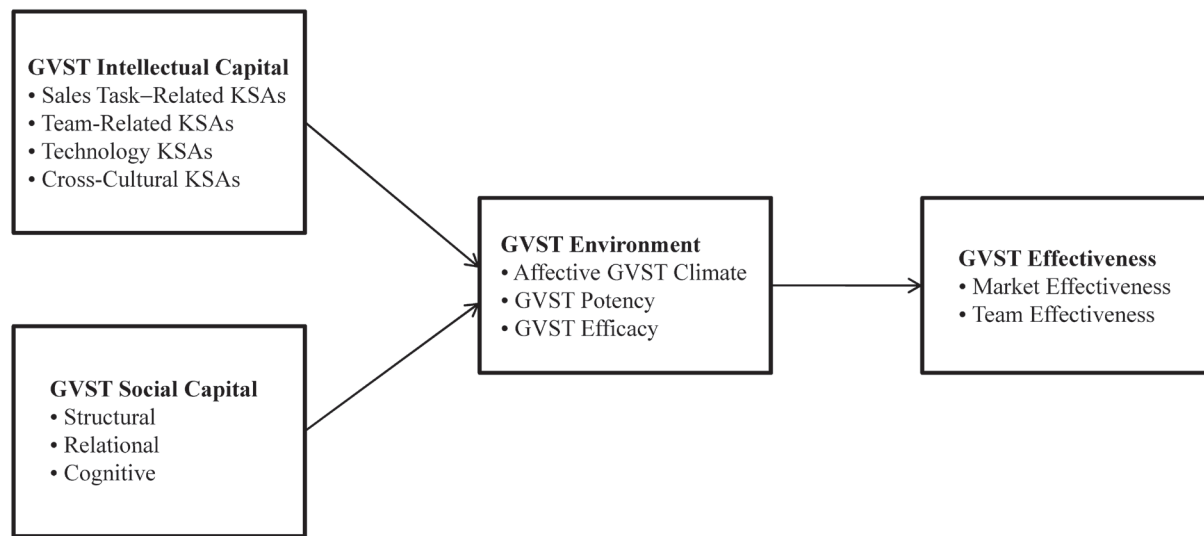 GVST Intellectual Capital
• Sales Task–Related KSAs
• Team-Related KSAs
• Technology KSAs
• Cross-Cultural KSAs
GVST Social Capital
• Structural
• Relational
• Cognitive
GVST Environment
• Affective GVST Climate
• GVST Potency
• GVST Efficacy
GVST Effectiveness
• Market Effectiveness
• Team Effectiveness